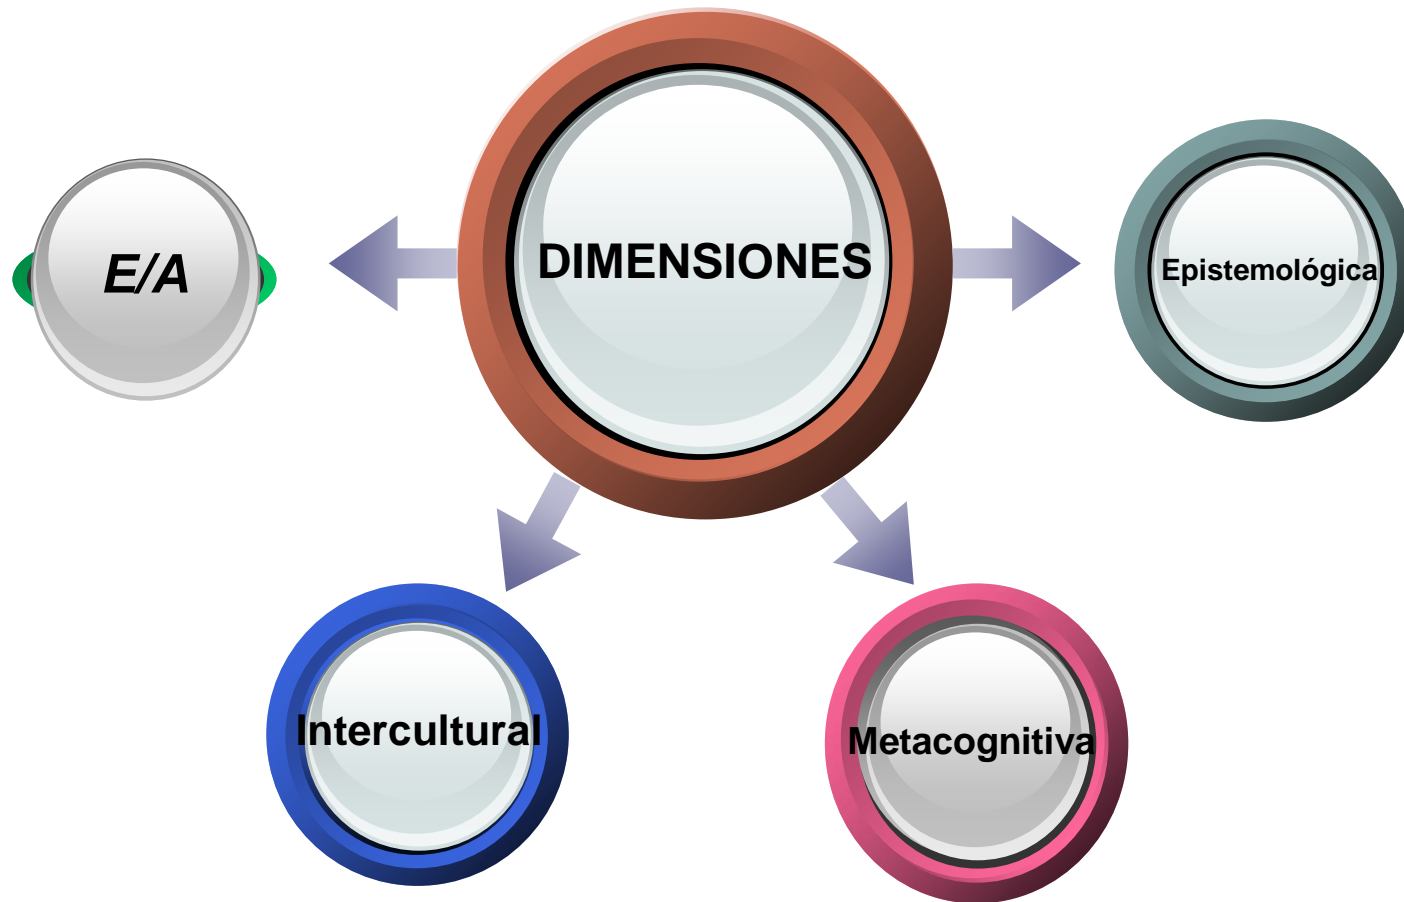 DIMENSIONES
E/A
Epistemológica
Intercultural
Metacognitiva